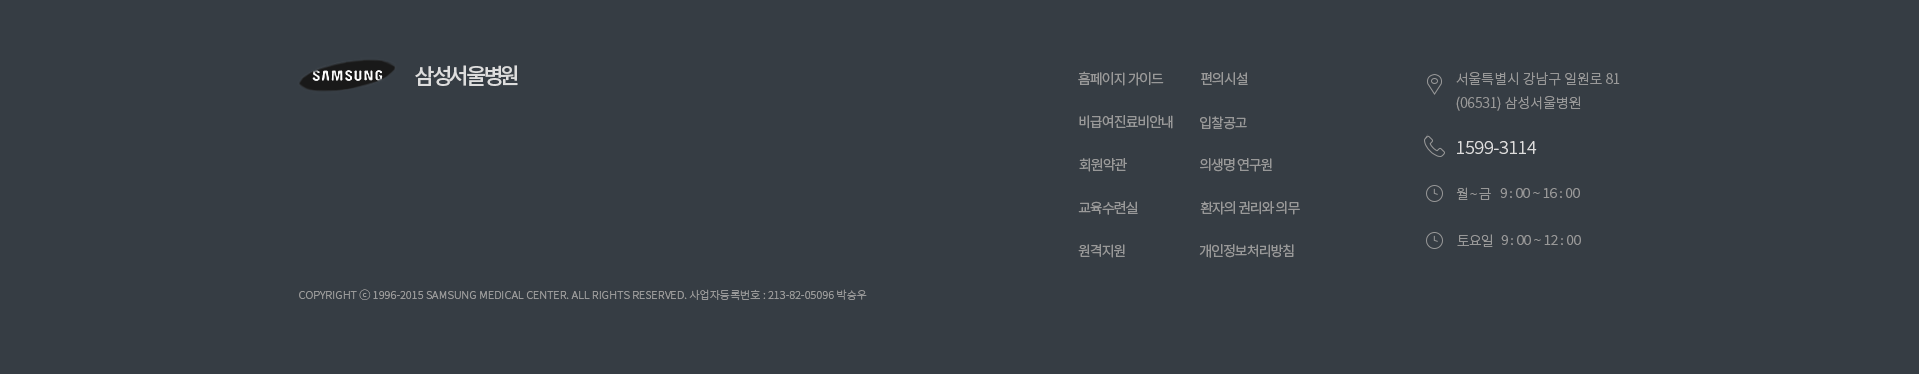 SAMSUNG 삼성서울병원
홈페이지 가이드
비급여진료비안내
회원약관
교육수련실
원격지원
편의시설
입찰공고
의생명 연구원
환자의 권리와 의무
개인정보처리방침
서울특별시 강남구 일원로 81
(06531) 삼성서울병원
1599-3114
월~금 9 : 00 ~ 16 : 00
토요일 9 : 00 ~ 12 : 00
COPYRIGHT ⓒ 1996-2015 SAMSUNG MEDICAL CENTER. ALL RIGHTS RESERVED. 사업자등록번호 : 213-82-05096 박승우